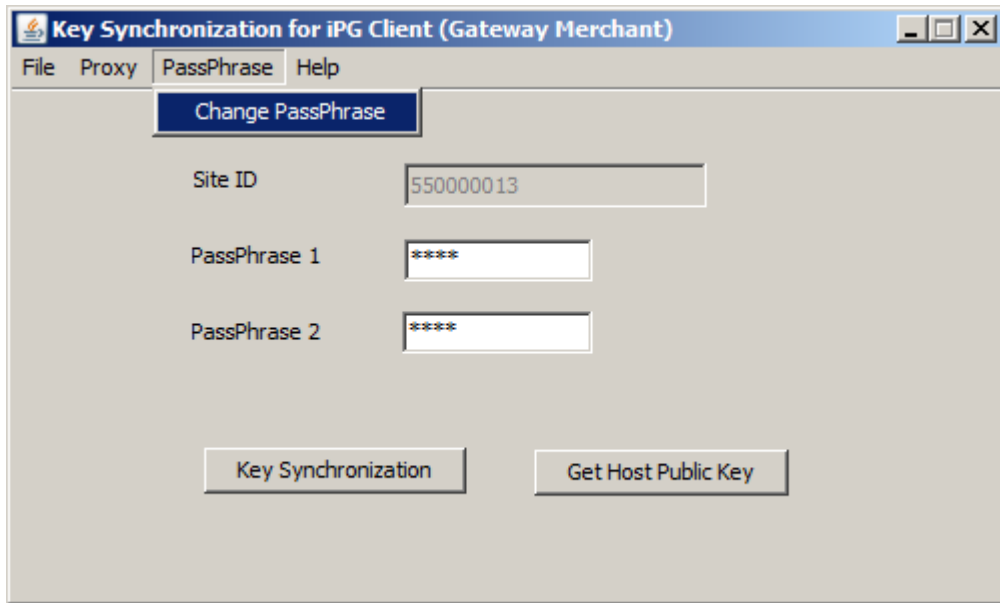 Key Synchronization for iPG Client (Gateway Merchant)
File Proxy PassPhrase Help
Change PassPhrase
Site ID 550000013
PassPhrase 1 ****
PassPhrase 2 ****
Key Synchronization Get Host Public Key